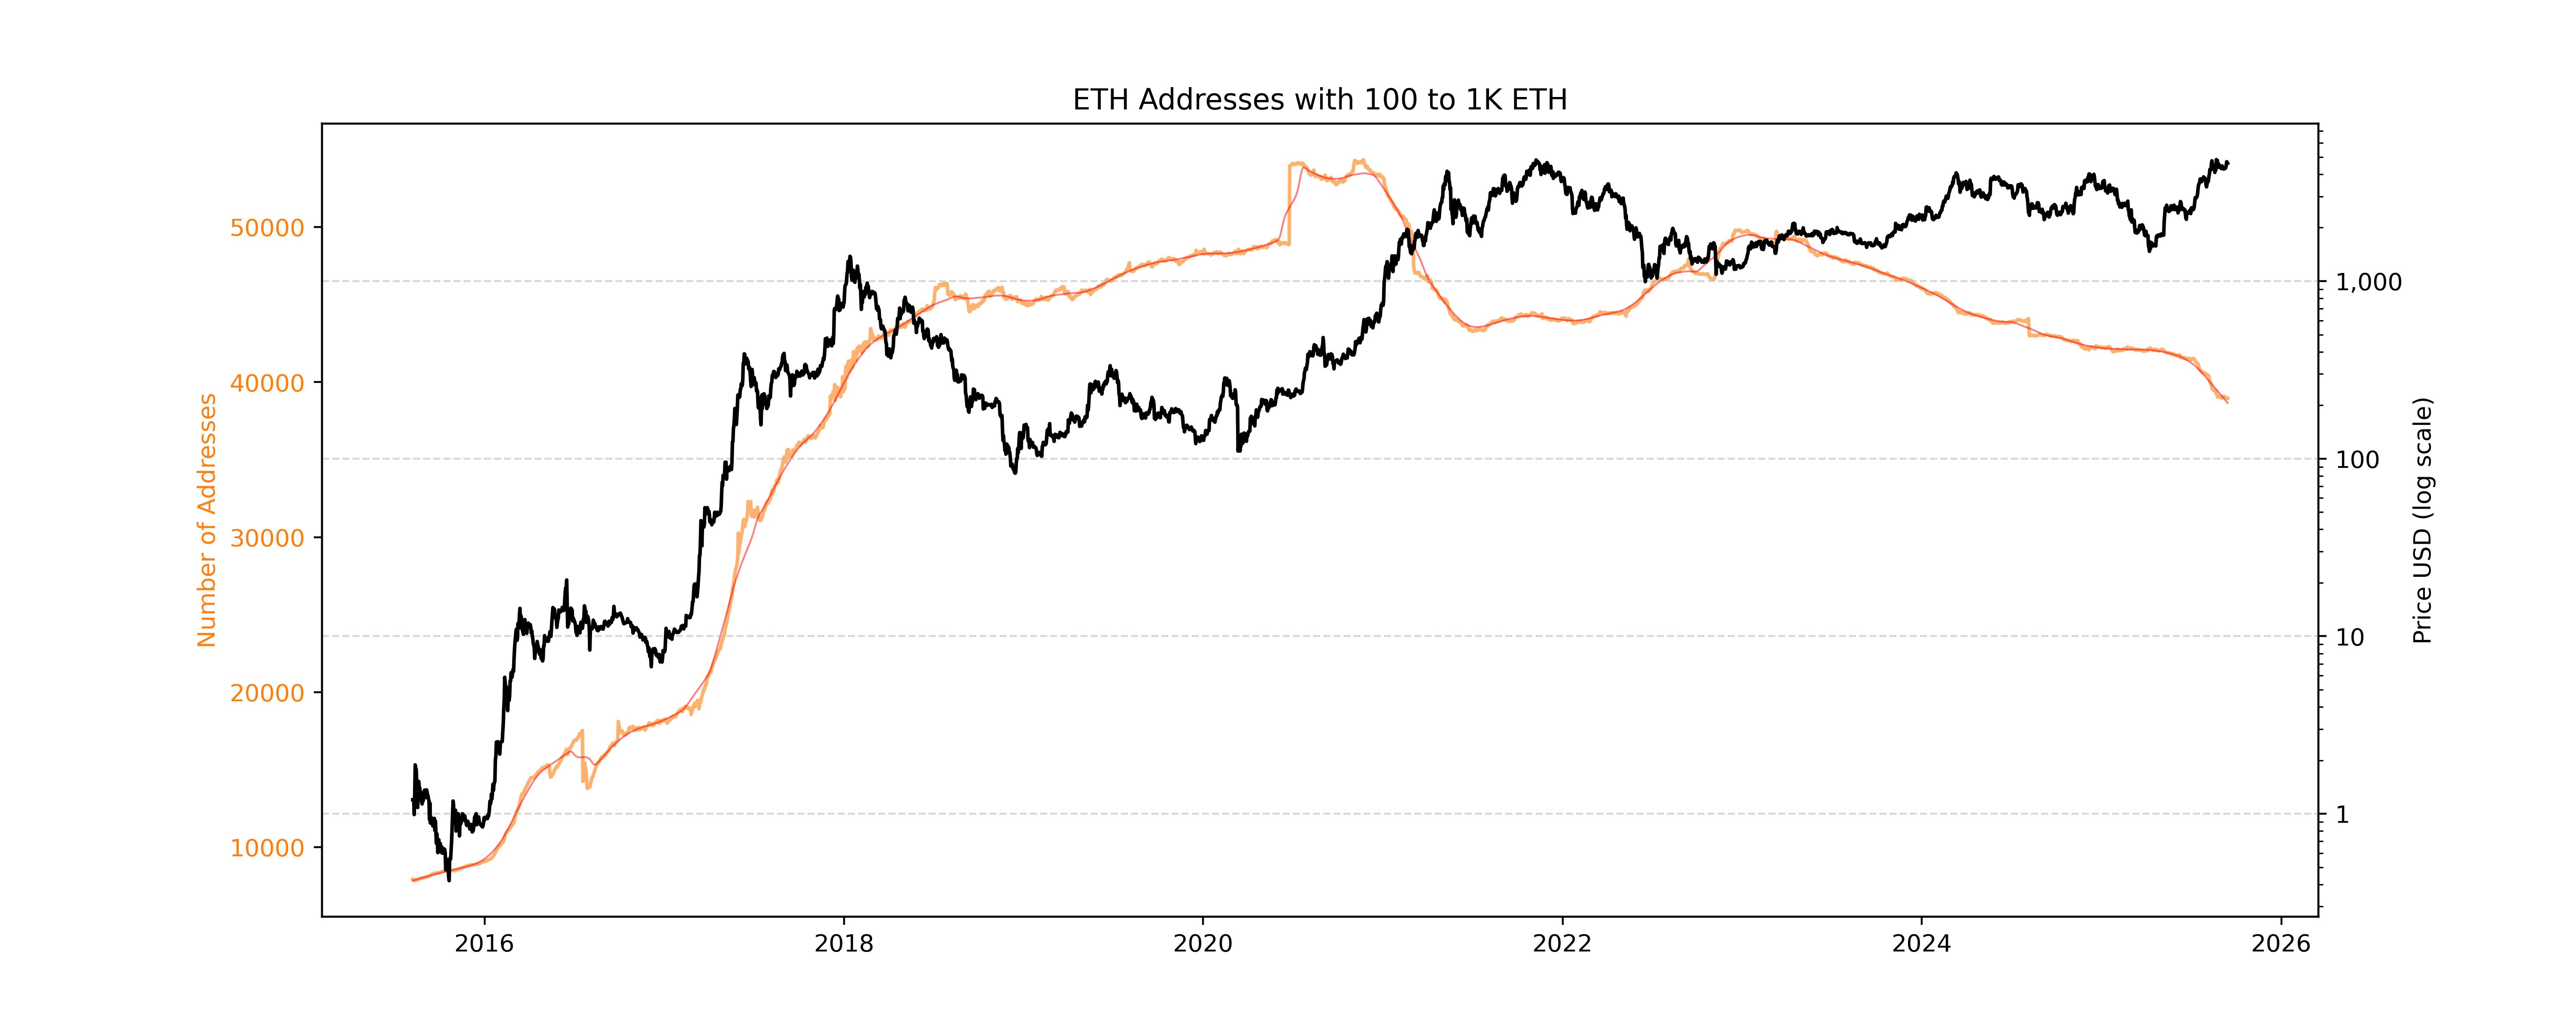 ETH Addresses with 100 to 1K ETH
Number of Addresses
50000
40000
30000
20000
10000
1,000
100
10
1
Price USD (log scale)
2016 2018 2020 2022 2024 2026